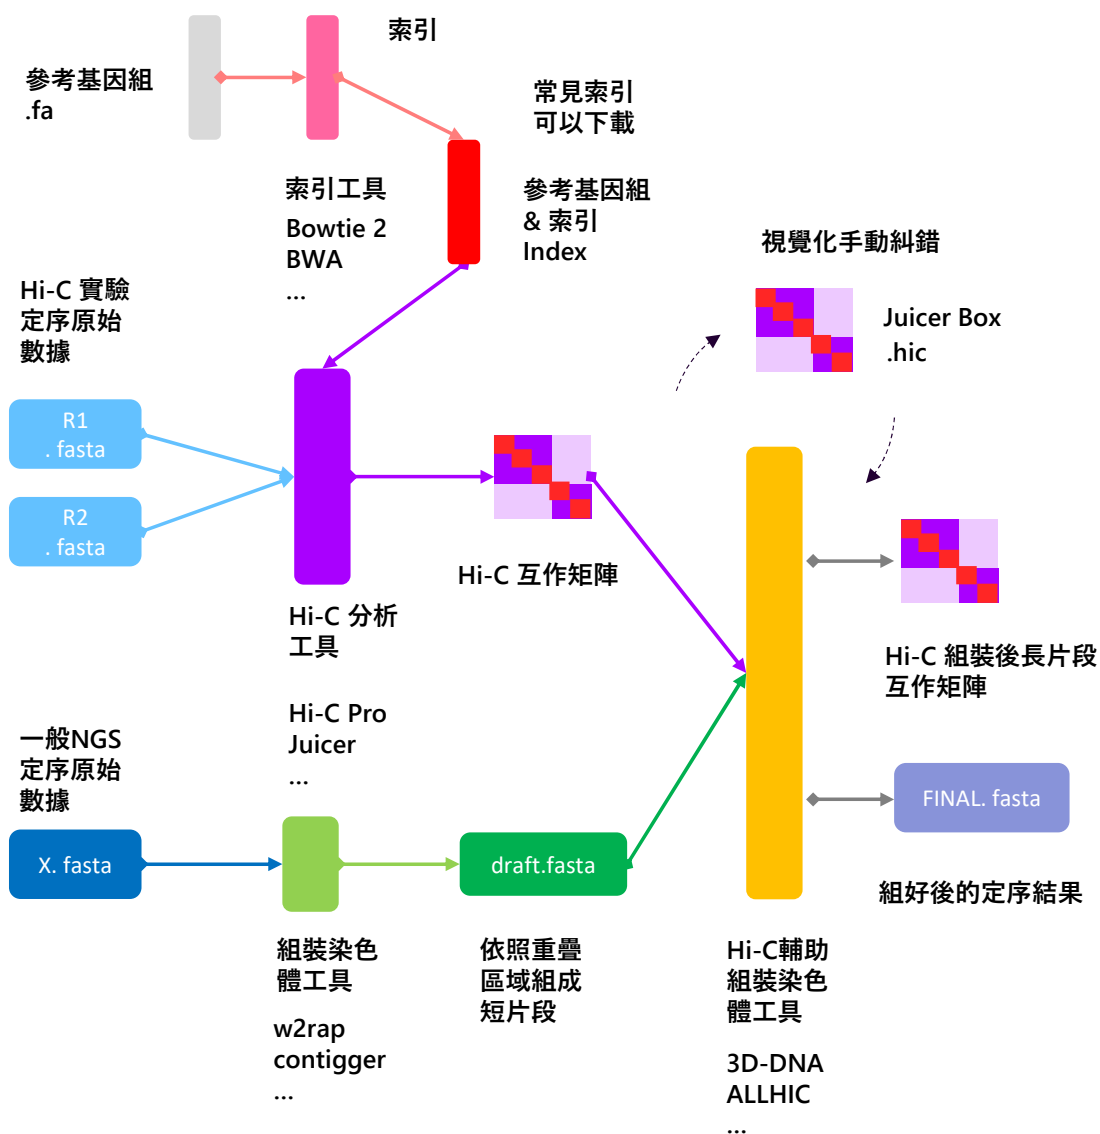 索引
參考基因組
.fa
常見索引
可以下載
索引工具
Bowtie 2
BWA
...
參考基因組
& 索引
Index
視覺化手動糾錯
Juicer Box
.hic
Hi-C 實驗
定序原始
數據
R1
. fasta
R2
. fasta
Hi-C 互作矩陣
Hi-C 分析
工具
Hi-C Pro
Juicer
...
Hi-C 組裝後長片段
互作矩陣
一般NGS
定序原始
數據
X. fasta
draft.fasta
FINAL. fasta
組好後的定序結果
組裝染色
體工具
w2rap
contigger
...
依照重疊
區域組成
短片段
Hi-C輔助
組裝染色
體工具
3D-DNA
ALLHIC
...